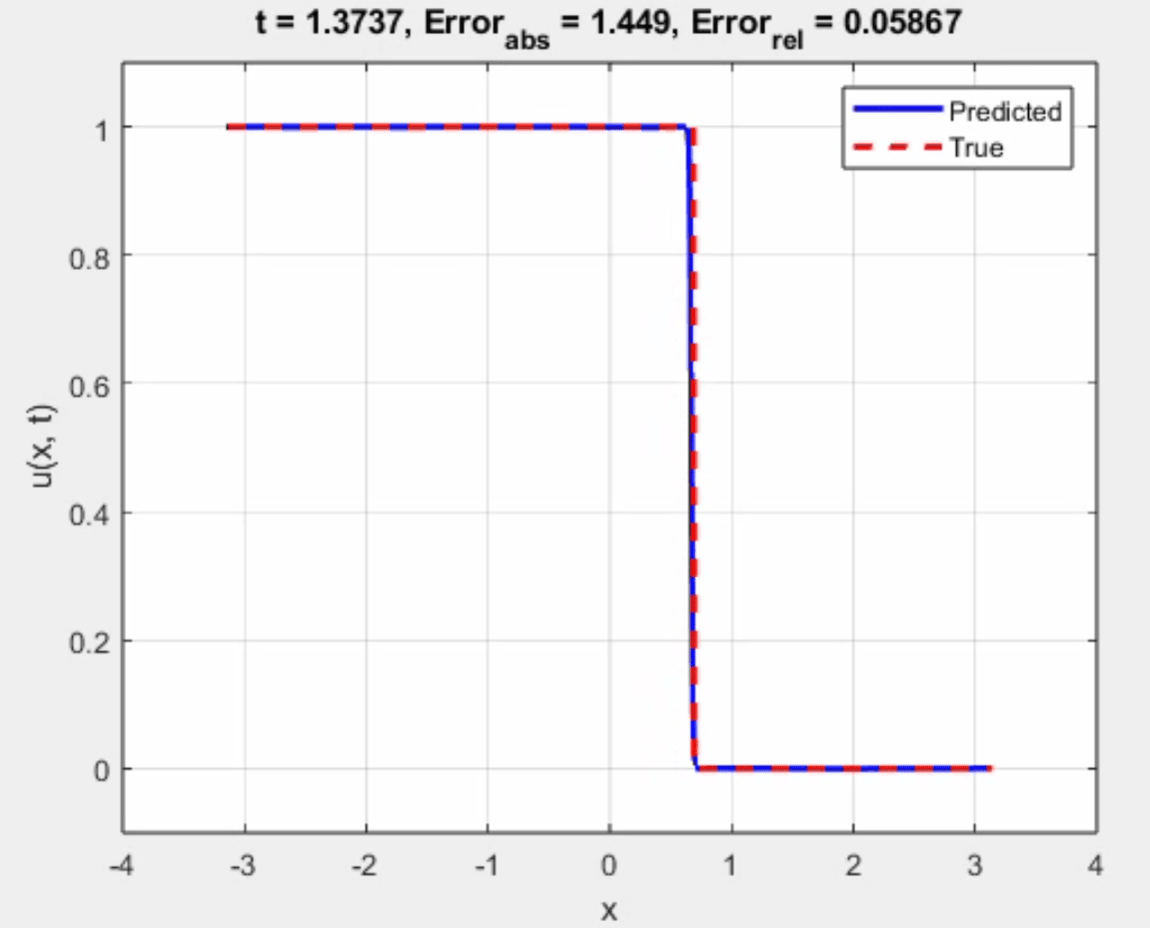 t = 1.3737, Error_abs = 1.449, Error_rel = 0.05867
Predicted
True
1
0.8
0.6
0.4
0.2
0
u(x, t)
-4 -3 -2 -1 0 1 2 3 4
x